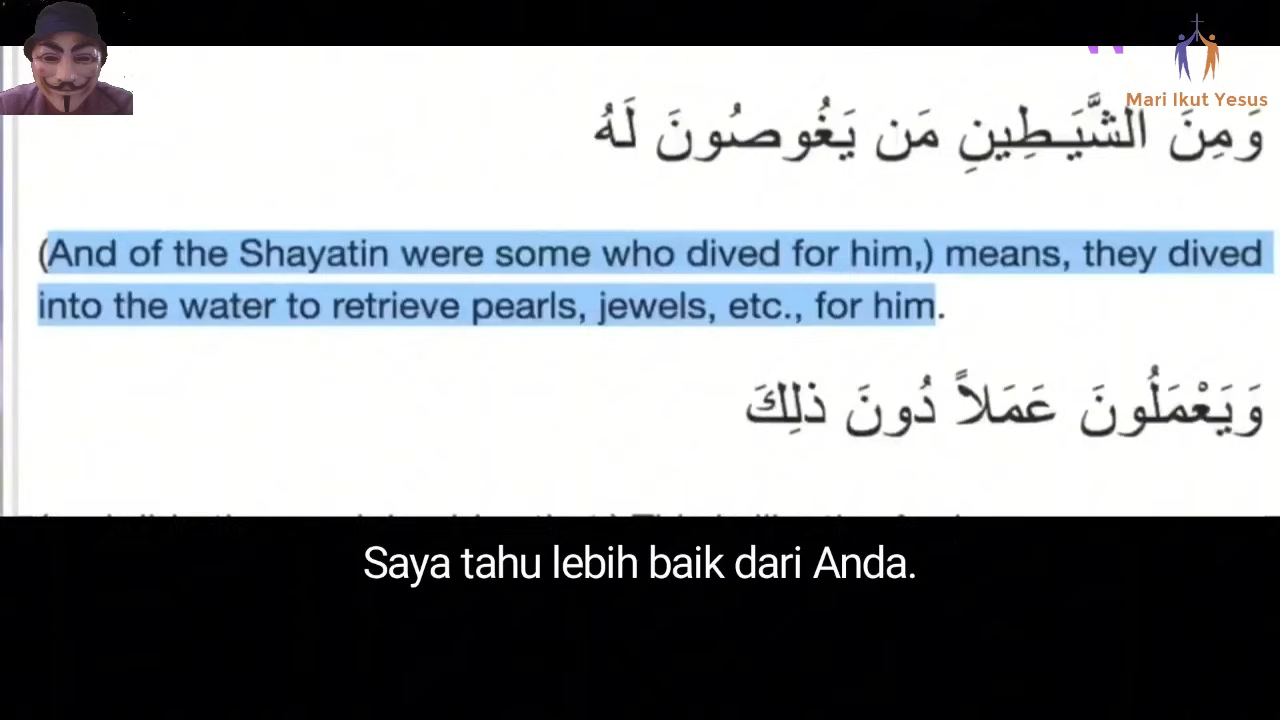 Mari Ikut Yesus
وَمِنَ الشَّيَـطِينِ مَن يَغُوصُونَ لَهُ
(And of the Shayatin were some who dived for him,) means, they dived
into the water to retrieve pearls, jewels, etc., for him.
وَيَعْمَلُونَ عَمَلاً دُونَ ذلِكَ
Saya tahu lebih baik dari Anda.